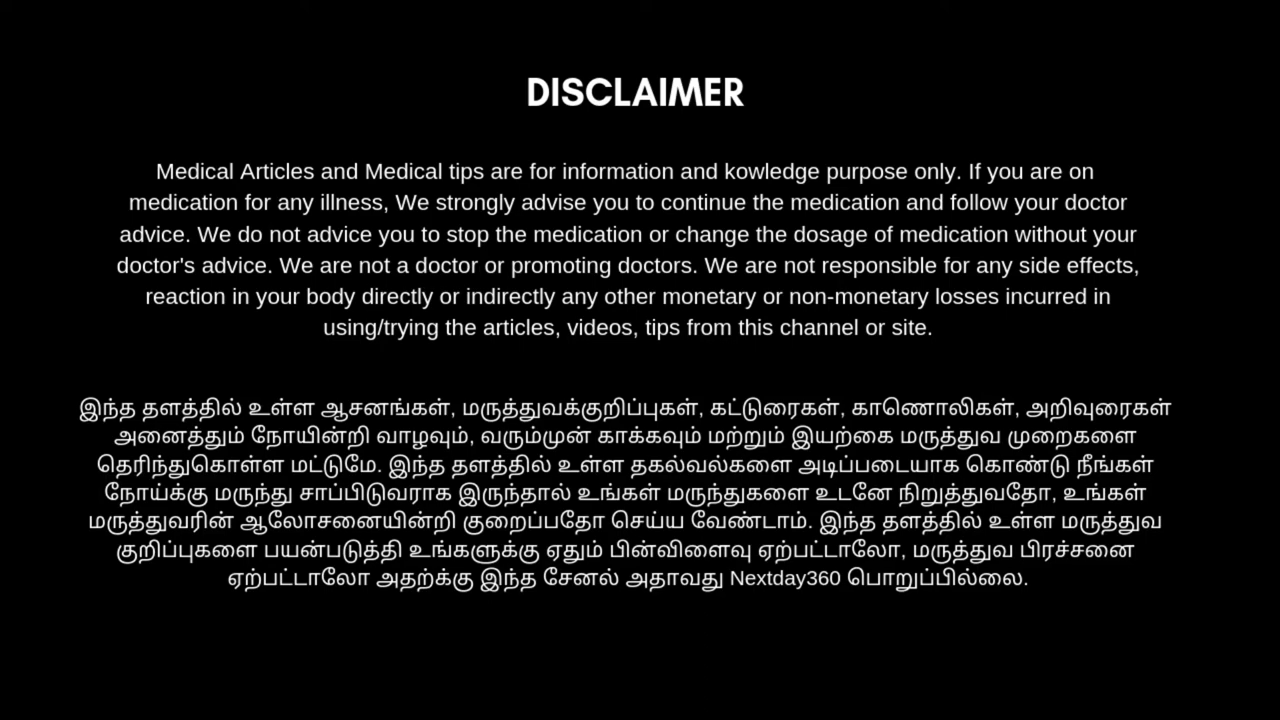 DISCLAIMER
Medical Articles and Medical tips are for information and kowledge purpose only. If you are on
medication for any illness, We strongly advise you to continue the medication and follow your doctor
advice. We do not advice you to stop the medication or change the dosage of medication without your
doctor's advice. We are not a doctor or promoting doctors. We are not responsible for any side effects,
reaction in your body directly or indirectly any other monetary or non-monetary losses incurred in
using/trying the articles, videos, tips from this channel or site.
இந்த தளத்தில் உள்ள ஆசனங்கள், மருத்துவக்குறிப்புகள், கட்டுரைகள், காணொலிகள், அறிவுரைகள்
அனைத்தும் நோயின்றி வாழவும், வரும்முன் காக்கவும் மற்றும் இயற்கை மருத்துவ முறைகளை
தெரிந்துகொள்ள மட்டுமே. இந்த தளத்தில் உள்ள தகல்வல்களை அடிப்படையாக கொண்டு நீங்கள்
நோய்க்கு மருந்து சாப்பிடுவராக இருந்தால் உங்கள் மருந்துகளை உடனே நிறுத்துவதோ, உங்கள்
மருத்துவரின் ஆலோசனையின்றி குறைப்பதோ செய்ய வேண்டாம். இந்த தளத்தில் உள்ள மருத்துவ
குறிப்புகளை பயன்படுத்தி உங்களுக்கு ஏதும் பின்விளைவு ஏற்பட்டாலோ, மருத்துவ பிரச்சனை
ஏற்பட்டாலோ அதற்க்கு இந்த சேனல் அதாவது Nextday360 பொறுப்பில்லை.